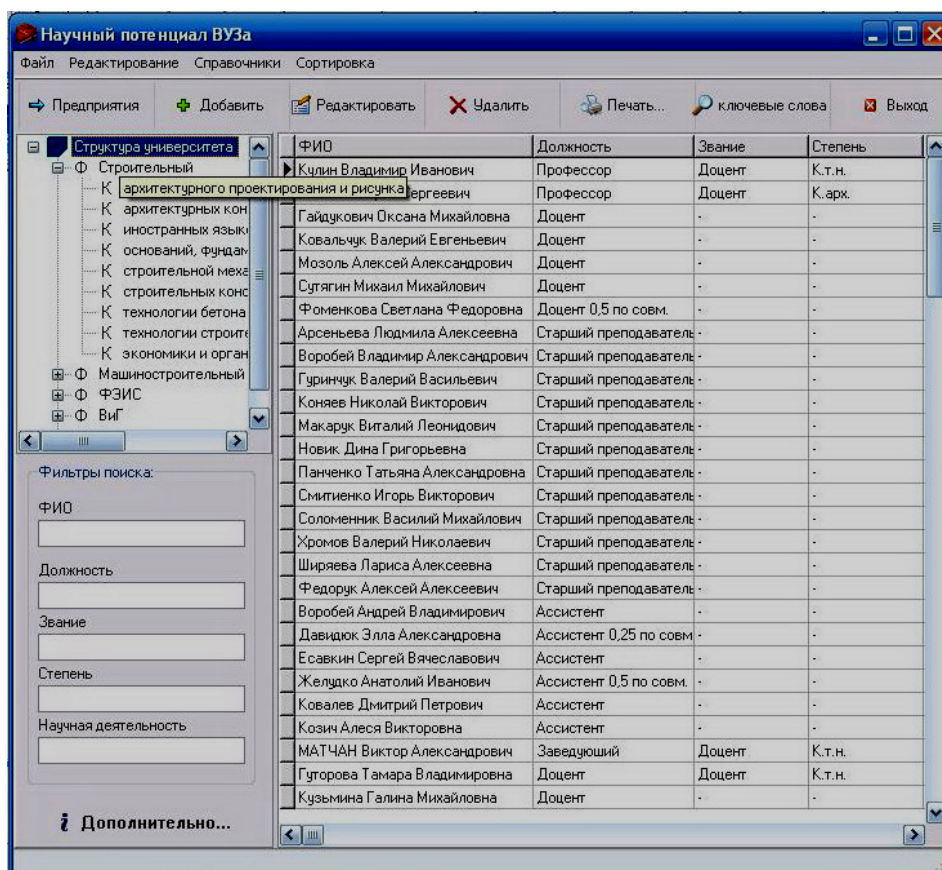 Научный потенциал ВУЗа
Файл Редактирование Справочники Сортировка
Предприятия Добавить Редактировать Удалить Печать... ключевые слова Выход
Структура университета
Ф Строительный
К архитектурного проектирования и рисунка
К архитектурных кон
К иностранных язык
К оснований, фундам
К строительной меха
К строительных конс
К технологии бетона
К технологии строит
К экономики и орган
Ф Машиностроительный
Ф ФЭИС
Ф ВиГ
Фильтры поиска:
ФИО
Должность
Звание
Степень
Научная деятельность
i Дополнительно...
ФИО Должность Звание Степень
Кулин Владимир Иванович Профессор Доцент К.т.н.
ергеевич Профессор Доцент К.арх.
Гайдукович Оксана Михайловна Доцент - -
Ковальчук Валерий Евгеньевич Доцент - -
Мозоль Алексей Александрович Доцент - -
Сутягин Михаил Михайлович Доцент - -
Фоменкова Светлана Федоровна Доцент 0,5 по совм. - -
Арсеньева Людмила Алексеевна Старший преподаватель - -
Воробей Владимир Александрович Старший преподаватель - -
Гуринчук Валерий Васильевич Старший преподаватель - -
Коняев Николай Викторович Старший преподаватель - -
Макарук Виталий Леонидович Старший преподаватель - -
Новик Дина Григорьевна Старший преподаватель - -
Панченко Татьяна Александровна Старший преподаватель - -
Смитиенко Игорь Викторович Старший преподаватель - -
Соломенник Василий Михайлович Старший преподаватель - -
Хромов Валерий Николаевич Старший преподаватель - -
Ширяева Лариса Алексеевна Старший преподаватель - -
Федорук Алексей Алексеевич Старший преподаватель - -
Воробей Андрей Владимирович Ассистент - -
Давидюк Элла Александровна Ассистент 0,25 по совм - -
Есавкин Сергей Вячеславович Ассистент - -
Желудко Анатолий Иванович Ассистент 0,5 по совм. - -
Ковалев Дмитрий Петрович Ассистент - -
Козич Алеся Викторовна Ассистент - -
МАТЧАН Виктор Александрович Заведующий Доцент К.т.н.
Гуторова Тамара Владимировна Доцент Доцент К.т.н.
Кузьмина Галина Михайловна Доцент - -